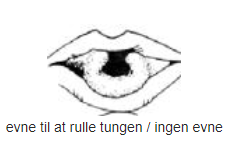 evne til at rulle tungen / ingen evne